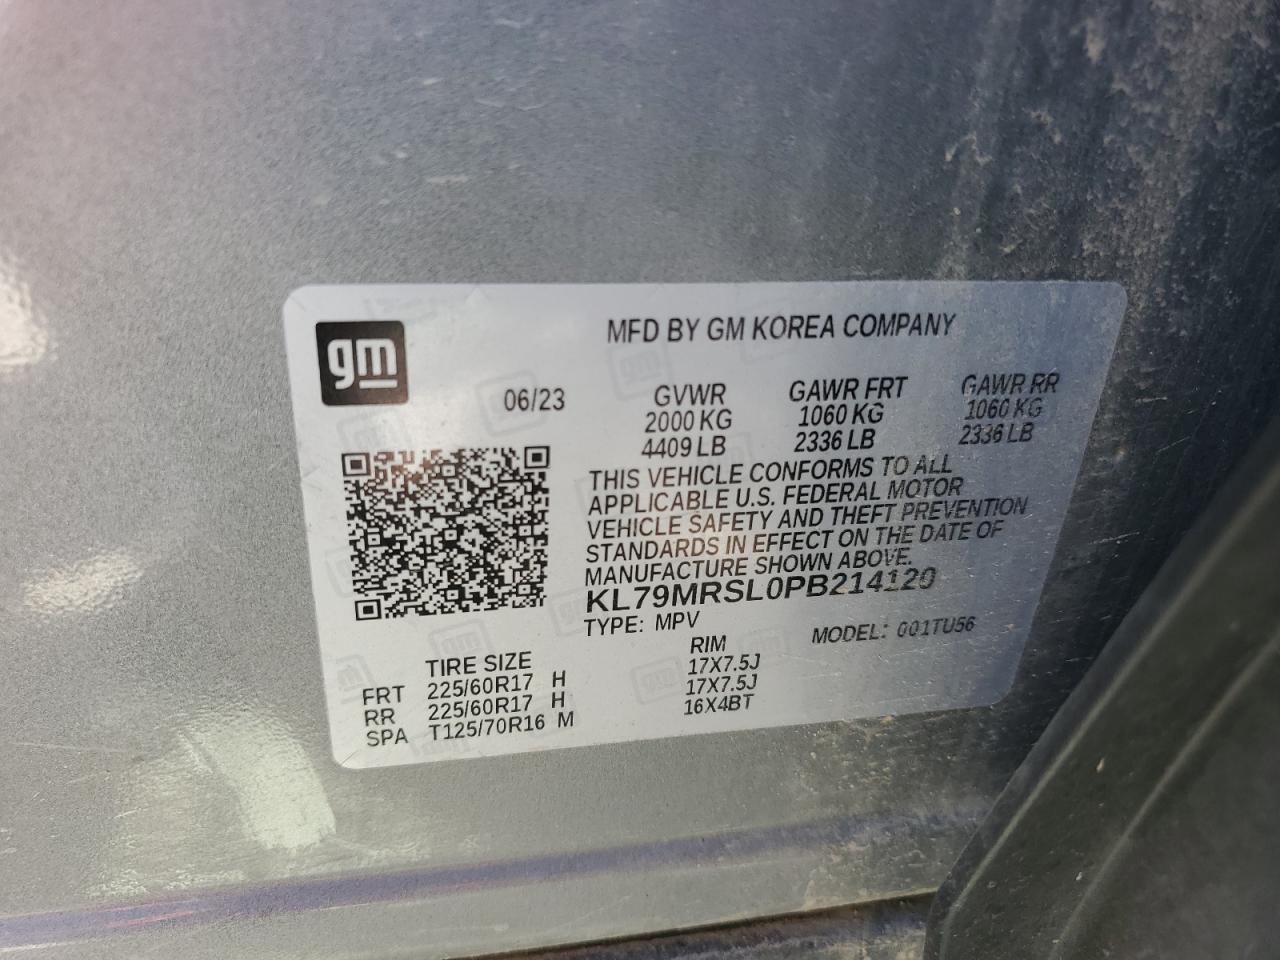 gm
MFD BY GM KOREA COMPANY
06/23
GVWR GAWR FRT GAWR RR
2000 KG 1060 KG 1060 KG
4409 LB 2336 LB 2336 LB
THIS VEHICLE CONFORMS TO ALL
APPLICABLE U.S. FEDERAL MOTOR
VEHICLE SAFETY AND THEFT PREVENTION
STANDARDS IN EFFECT ON THE DATE OF
MANUFACTURE SHOWN ABOVE.
KL79MRSL0PB214120
TYPE: MPV MODEL: 001TU56
TIRE SIZE RIM
FRT 225/60R17 H 17X7.5J
RR 225/60R17 H 17X7.5J
SPA T125/70R16 M 16X4BT